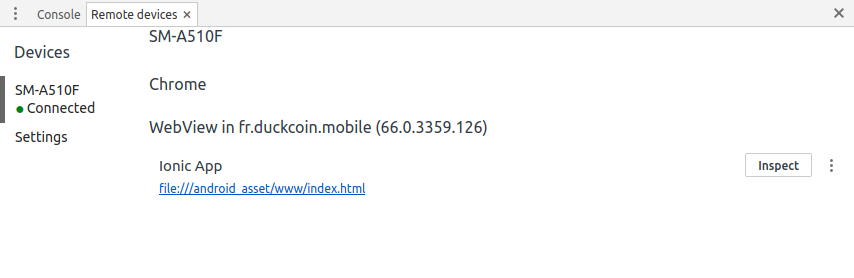 Console
Remote devices
SM-A510F
Devices
Chrome
SM-A510F
Connected
WebView in fr.duckcoin.mobile (66.0.3359.126)
Settings
Ionic App
Inspect
file:///android_asset/www/index.html